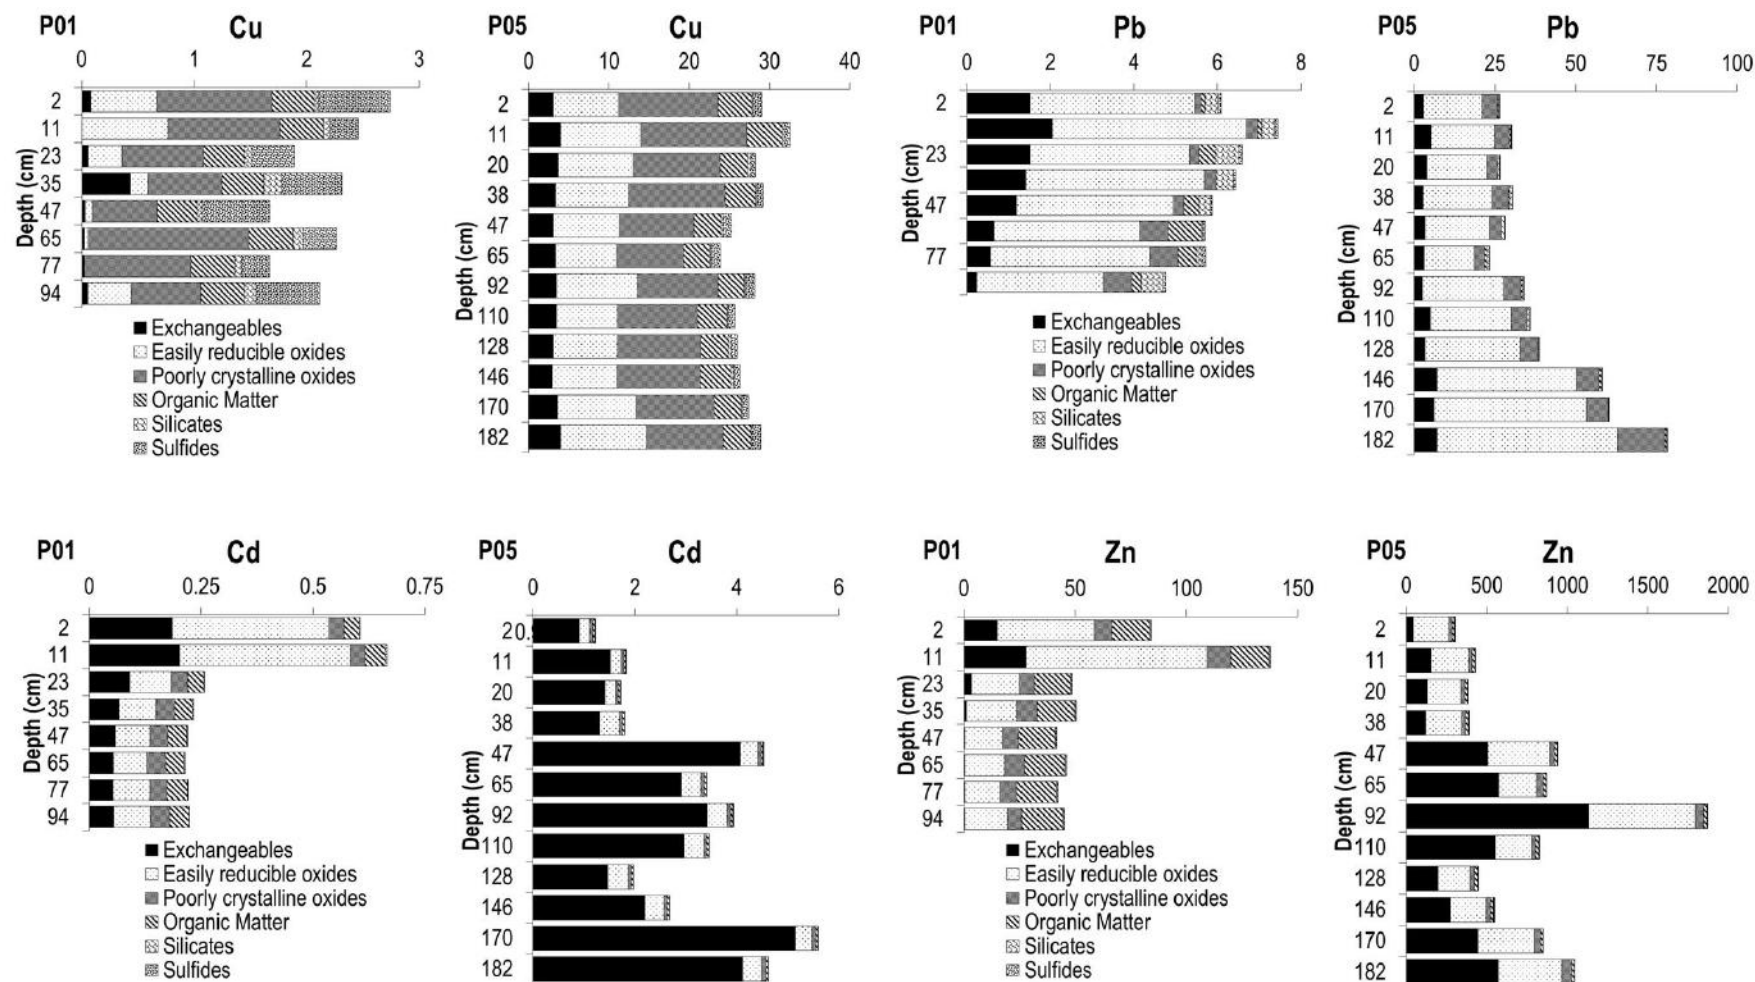 P01 Cu
0 1 2 3
Depth (cm)
2
11
23
35
47
65
77
94
Exchangeables
Easily reducible oxides
Poorly crystalline oxides
Organic Matter
Silicates
Sulfides
P05 Cu
0 10 20 30 40
Depth (cm)
2
11
20
38
47
65
92
110
128
146
170
182
P01 Pb
0 2 4 6 8
Depth (cm)
2
23
47
77
Exchangeables
Easily reducible oxides
Poorly crystalline oxides
Organic Matter
Silicates
Sulfides
P05 Pb
0 25 50 75 100
Depth (cm)
2
11
20
38
47
65
92
110
128
146
170
182
P01 Cd
0 0.25 0.5 0.75
Depth (cm)
2
11
23
35
47
65
77
94
Exchangeables
Easily reducible oxides
Poorly crystalline oxides
Organic Matter
Silicates
Sulfides
P05 Cd
0 2 4 6
Depth (cm)
20.
11
20
38
47
65
92
110
128
146
170
182
P01 Zn
0 50 100 150
Depth (cm)
2
11
23
35
47
65
77
94
Exchangeables
Easily reducible oxides
Poorly crystalline oxides
Organic Matter
Silicates
Sulfides
P05 Zn
0 500 1000 1500 2000
Depth (cm)
2
11
20
38
47
65
92
110
128
146
170
182